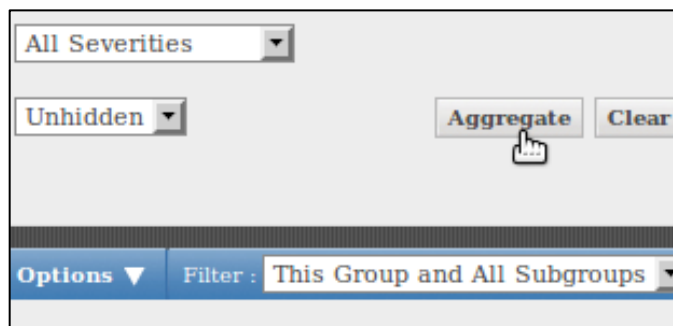 All Severities
Unhidden Aggregate Clear
Options Filter : This Group and All Subgroups